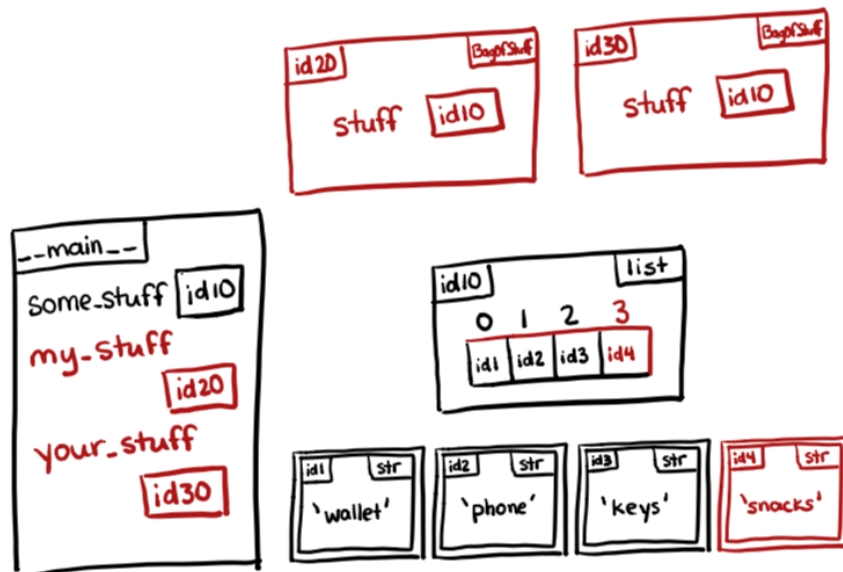 id20 BagOfStuff
stuff id10
id30 BagOfStuff
stuff id10
__main__
some_stuff id10
my_stuff
id20
your_stuff
id30
id10 list
0 1 2 3
id1 id2 id3 id4
id1 str
'wallet'
id2 str
'phone'
id3 str
'keys'
id4 str
'snacks'